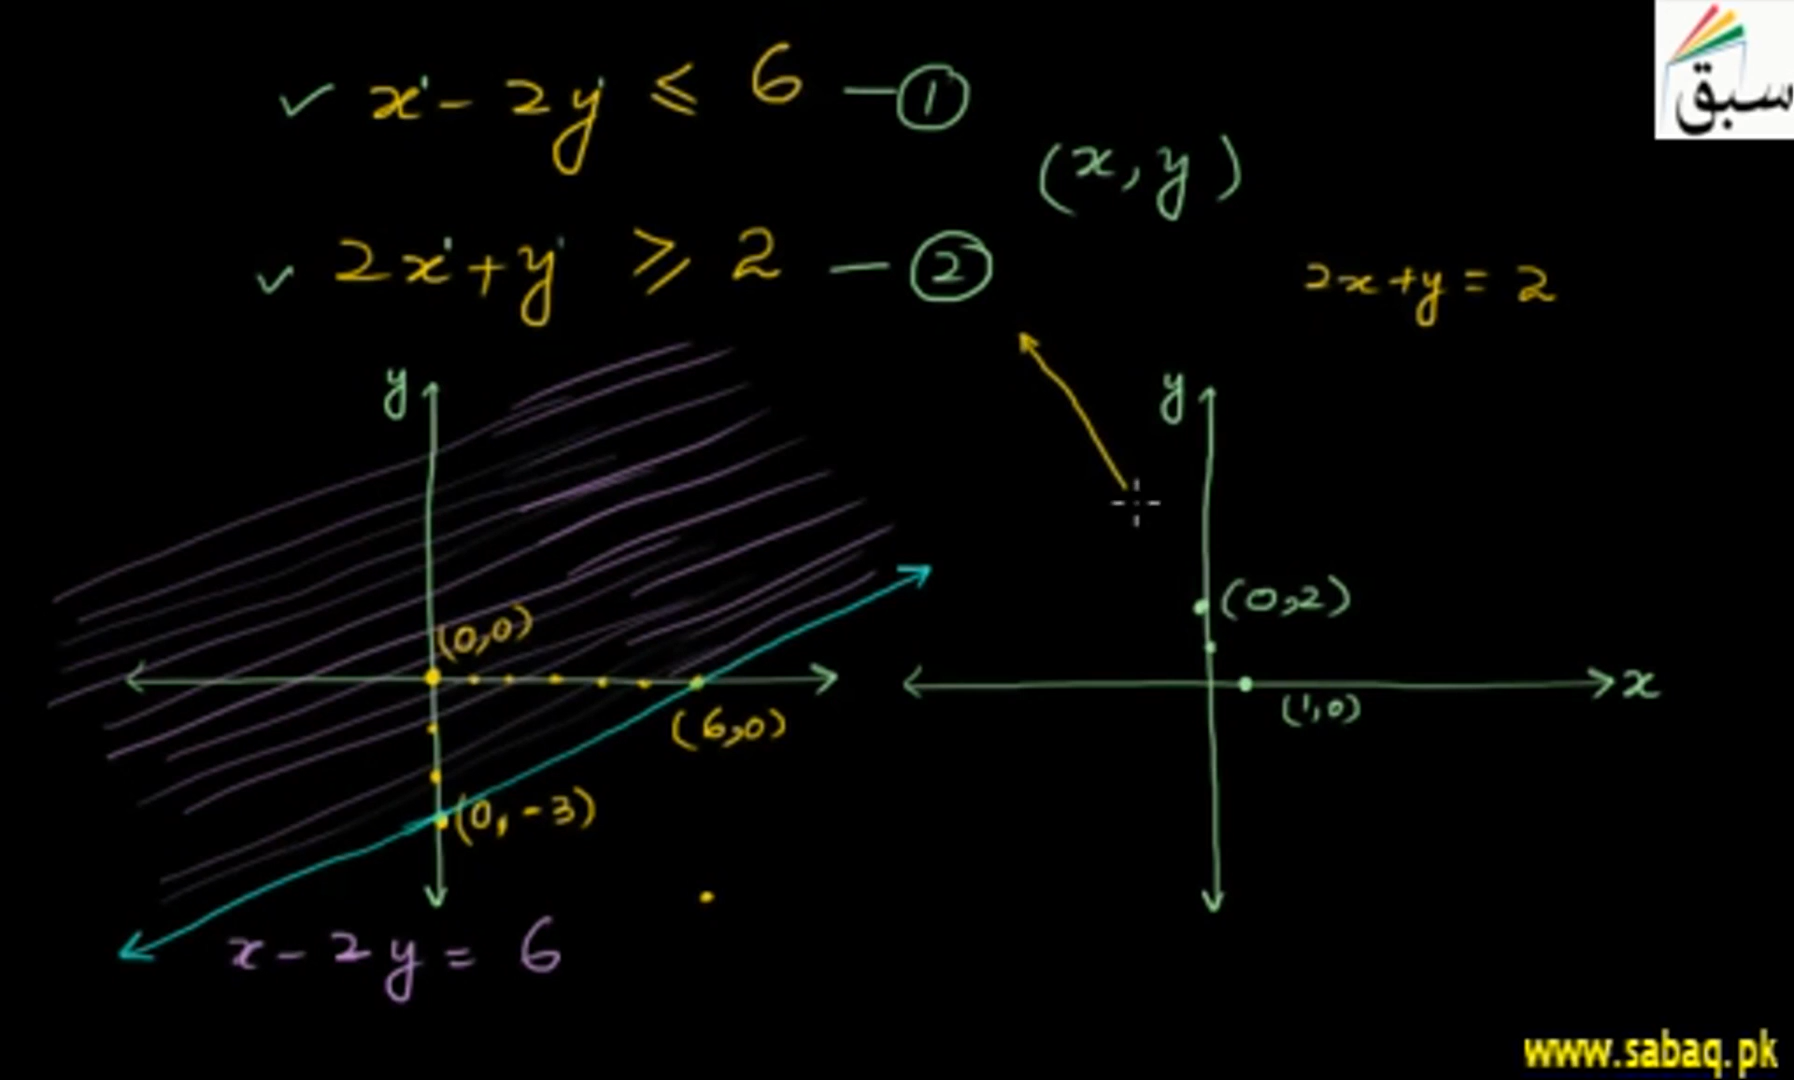 سبق
✓ x - 2y ≤ 6 — ①
(x, y)
✓ 2x + y ≥ 2 — ②
2x + y = 2
y
y
(0,2)
(0,0)
x
(6,0)
(1,0)
(0, -3)
x - 2y = 6
www.sabaq.pk